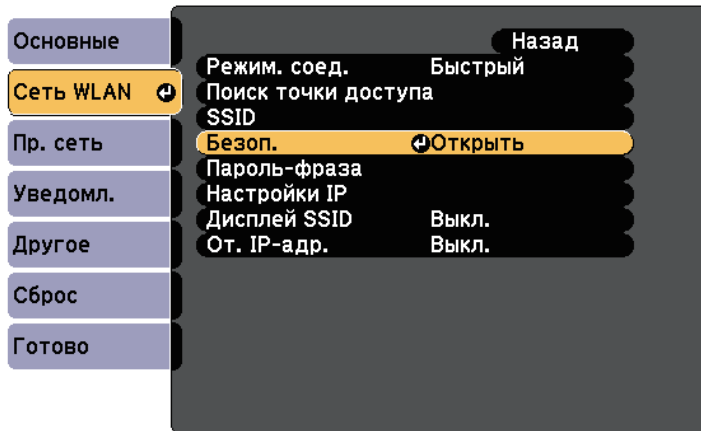 Основные
Сеть WLAN
Пр. сеть
Уведомл.
Другое
Сброс
Готово
Назад
Режим. соед. Быстрый
Поиск точки доступа
SSID
Безоп. Открыть
Пароль-фраза
Настройки IP
Дисплей SSID Выкл.
От. IP-адр. Выкл.